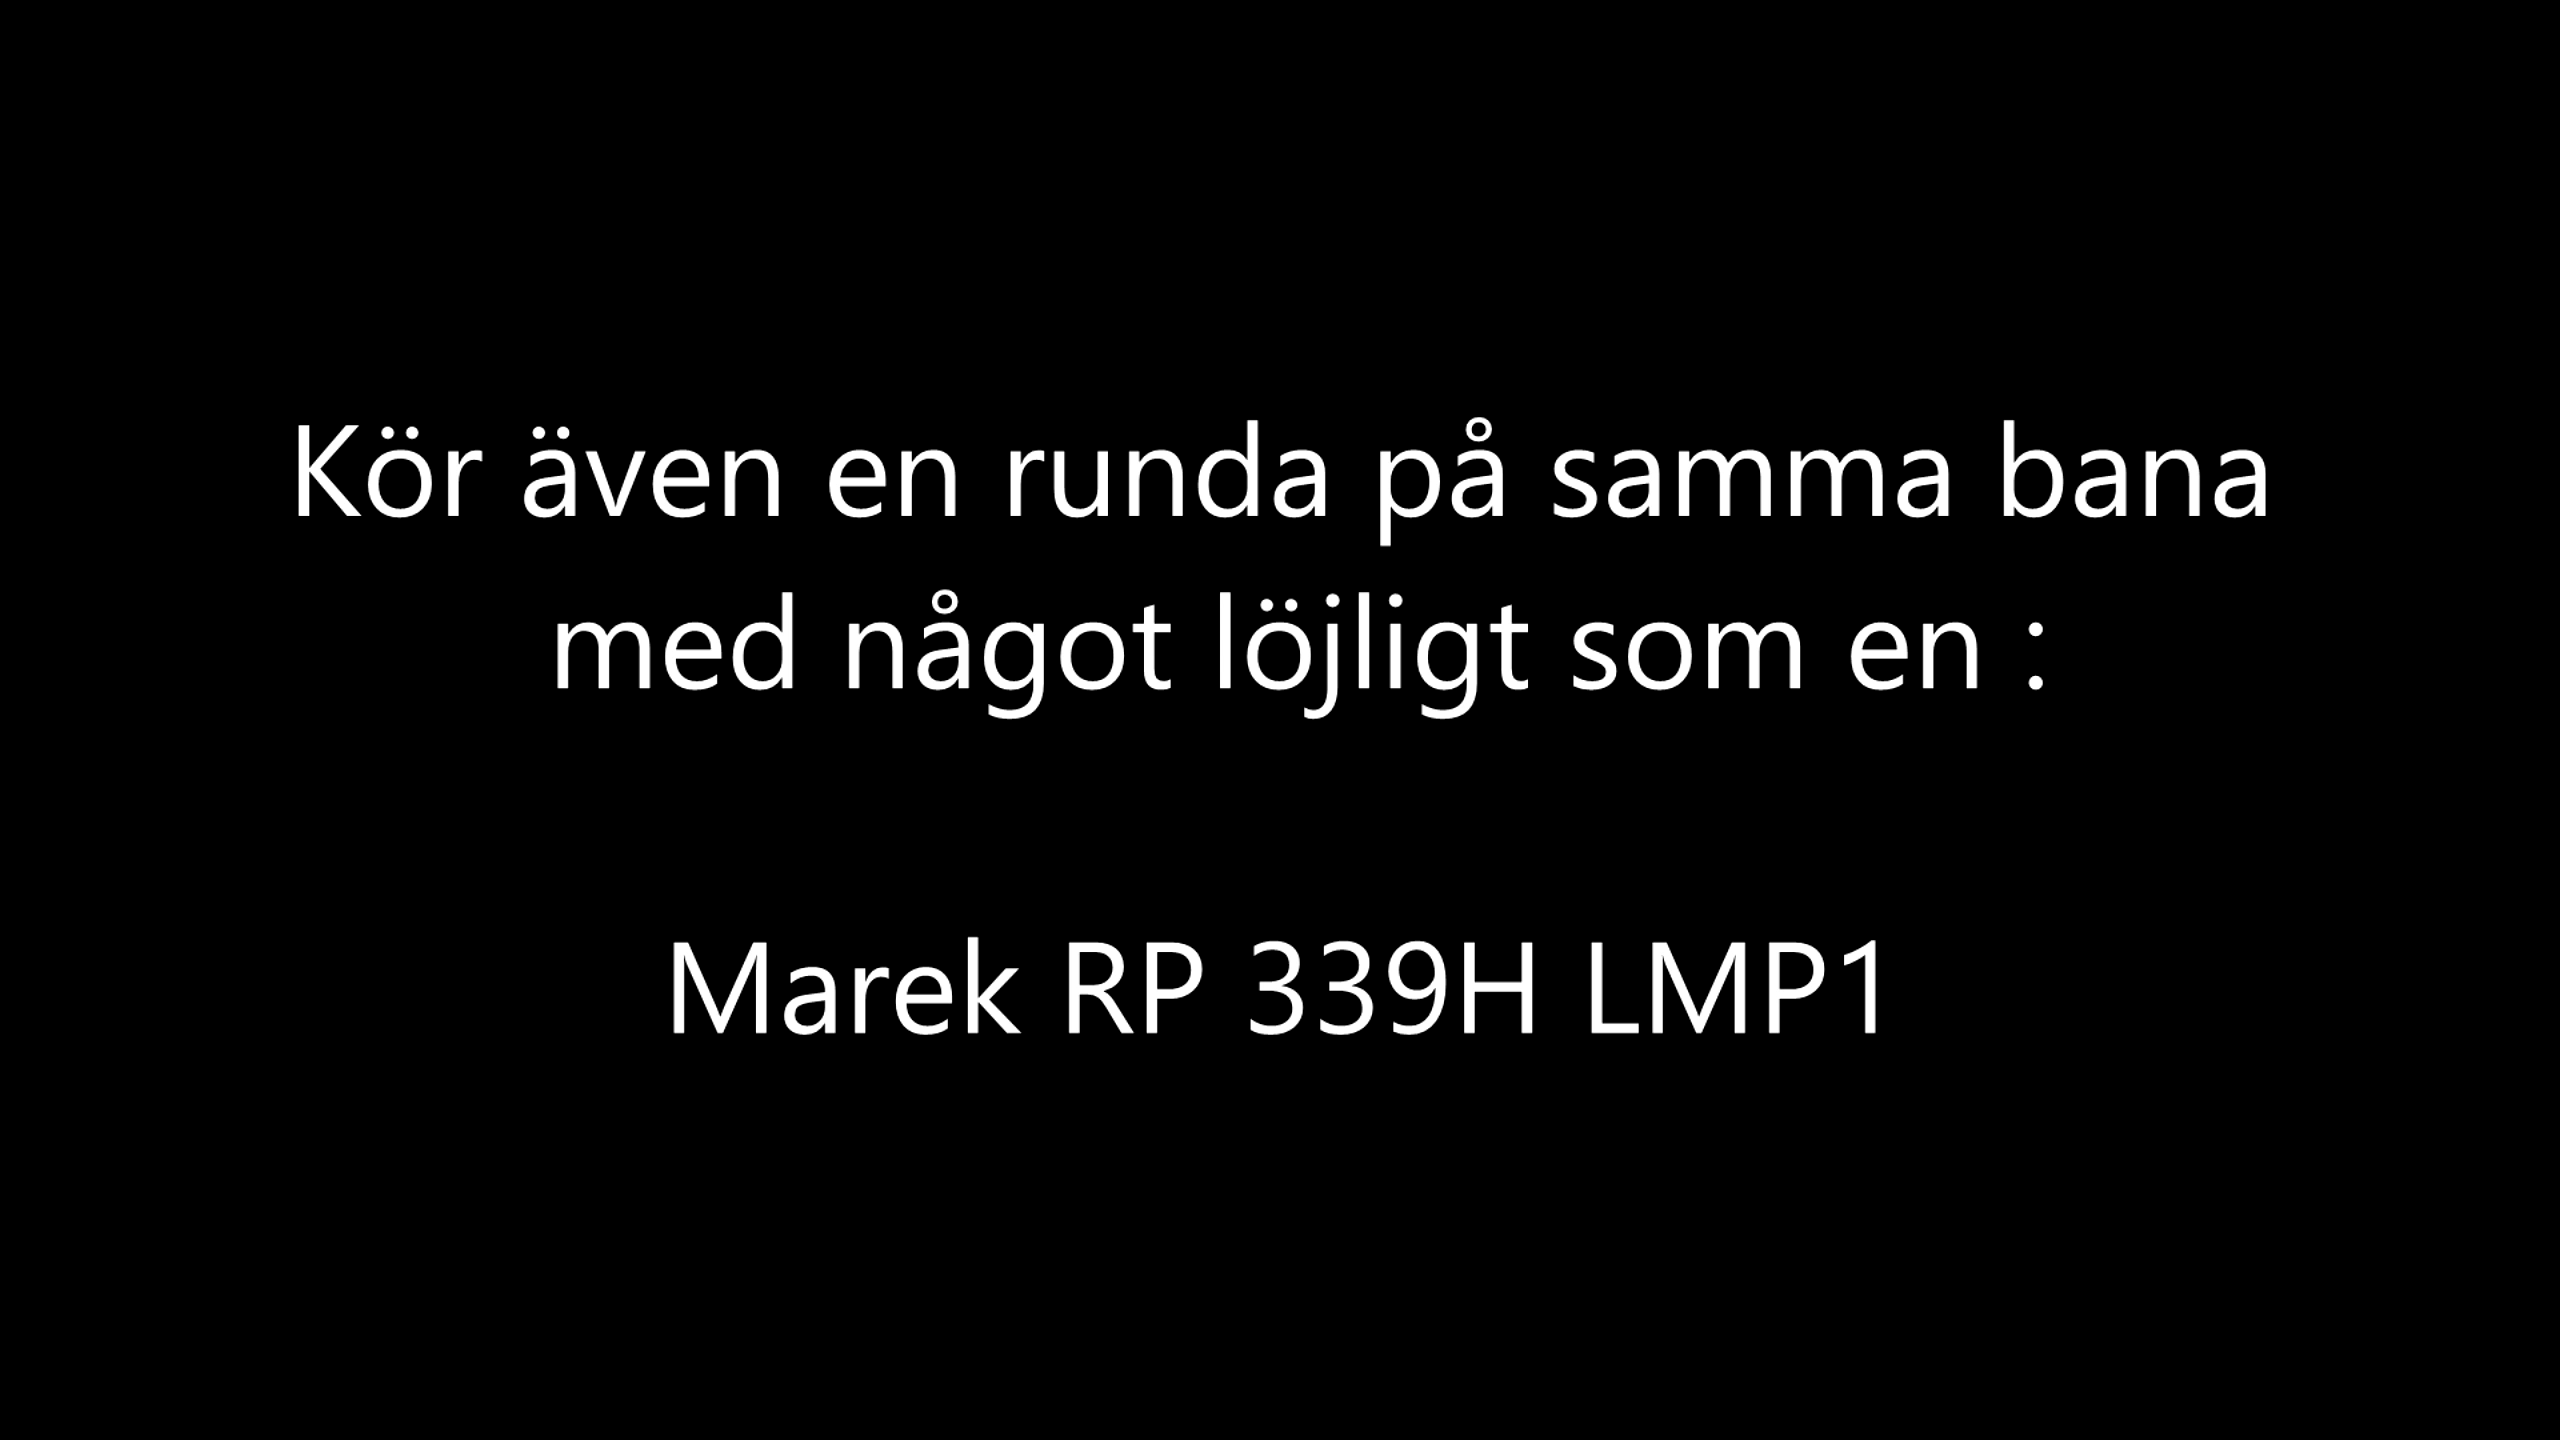 Kör även en runda på samma bana
med något löjligt som en :
Marek RP 339H LMP1